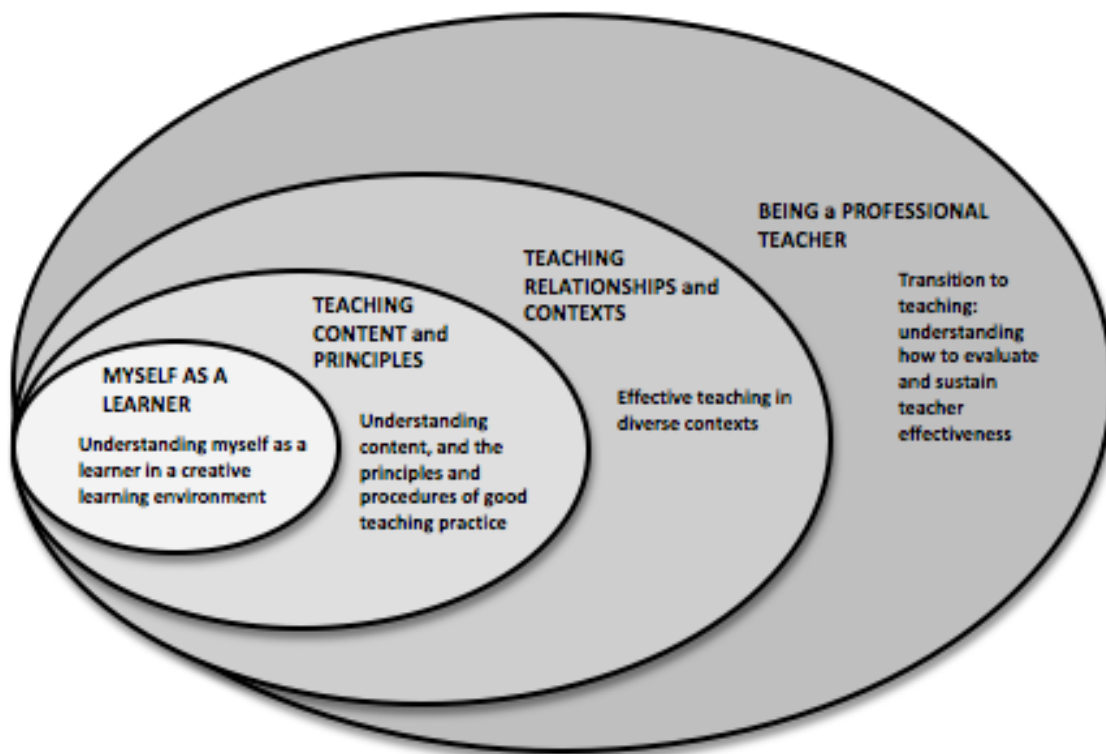 MYSELF AS A
LEARNER
Understanding myself as a
learner in a creative
learning environment
TEACHING
CONTENT and
PRINCIPLES
Understanding
content, and the
principles and
procedures of good
teaching practice
TEACHING
RELATIONSHIPS and
CONTEXTS
Effective teaching in
diverse contexts
BEING a PROFESSIONAL
TEACHER
Transition to
teaching:
understanding
how to evaluate
and sustain
teacher
effectiveness